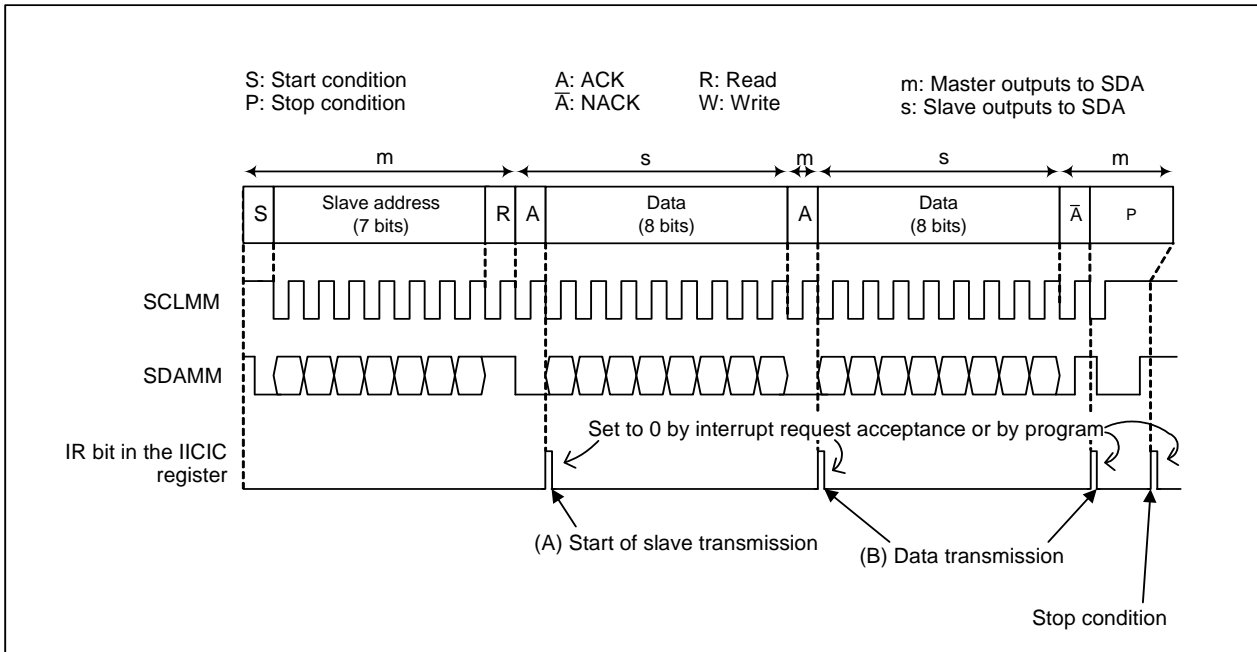 S: Start condition
P: Stop condition
A: ACK
A̅: NACK
R: Read
W: Write
m: Master outputs to SDA
s: Slave outputs to SDA
m s m s m
S Slave address (7 bits) R A Data (8 bits) A Data (8 bits) A̅ P
SCLMM
SDAMM
IR bit in the IICIC
register
Set to 0 by interrupt request acceptance or by program
(A) Start of slave transmission
(B) Data transmission
Stop condition